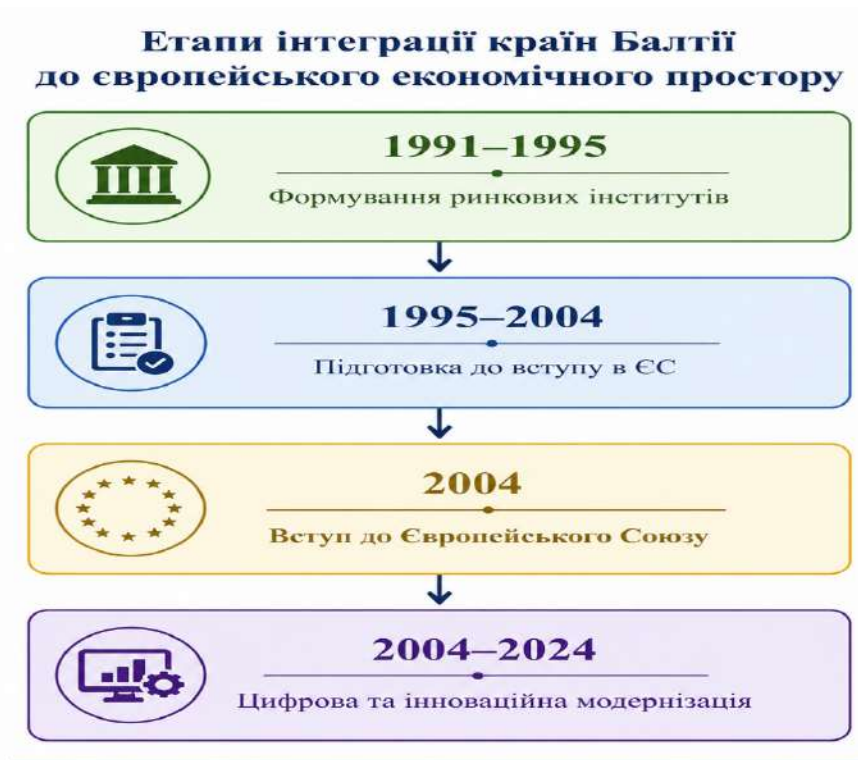 Етапи інтеграції країн Балтії
до європейського економічного простору
1991–1995
Формування ринкових інститутів
1995–2004
Підготовка до вступу в ЄС
2004
Вступ до Європейського Союзу
2004–2024
Цифрова та інноваційна модернізація